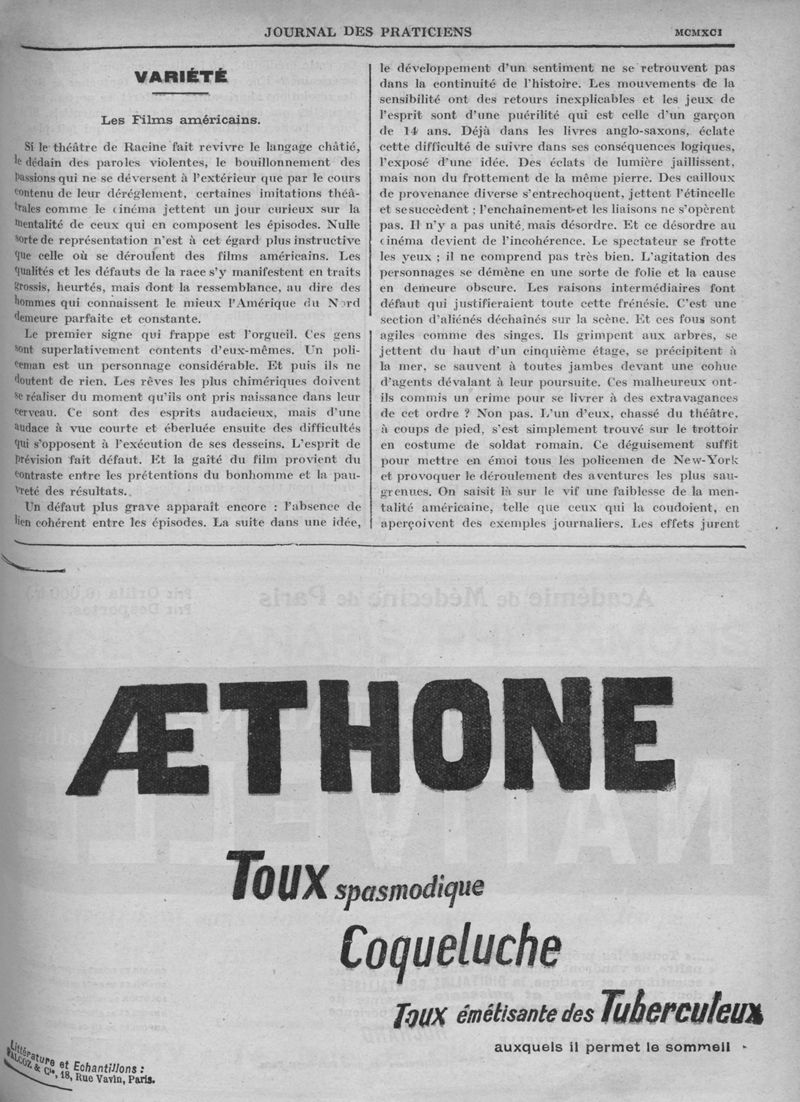 JOURNAL DES PRATICIENS
MCMXCI
VARIÉTÉ
Les Films américains.
Si le théâtre de Racine fait revivre le langage châtié,
le dédain des paroles violentes, le bouillonnement des
passions qui ne se déversent à l'extérieur que par le cours
contenu de leur déréglement, certaines imitations théâ-
trales comme le cinéma jettent un jour curieux sur la
mentalité de ceux qui en composent les épisodes. Nulle
sorte de représentation n'est à cet égard plus instructive
que celle où se déroulent des films américains. Les
qualités et les défauts de la race s'y manifestent en traits
grossis, heurtés, mais dont la ressemblance, au dire des
hommes qui connaissent le mieux l'Amérique du Nord
demeure parfaite et constante.
Le premier signe qui frappe est l'orgueil. Ces gens
sont superlativement contents d'eux-mêmes. Un poli-
ceman est un personnage considérable. Et puis ils ne
doutent de rien. Les rêves les plus chimériques doivent
se réaliser du moment qu'ils ont pris naissance dans leur
cerveau. Ce sont des esprits audacieux, mais d'une
audace à vue courte et éberluée ensuite des difficultés
qui s'opposent à l'exécution de ses desseins. L'esprit de
prévision fait défaut. Et la gaîté du film provient du
contraste entre les prétentions du bonhomme et la pau-
vreté des résultats.
Un défaut plus grave apparaît encore : l'absence de
lien cohérent entre les épisodes. La suite dans une idée,
le développement d'un sentiment ne se retrouvent pas
dans la continuité de l'histoire. Les mouvements de la
sensibilité ont des retours inexplicables et les jeux de
l'esprit sont d'une puérilité qui est celle d'un garçon
de 14 ans. Déjà dans les livres anglo-saxons, éclate
cette difficulté de suivre dans ses conséquences logiques,
l'exposé d'une idée. Des éclats de lumière jaillissent,
mais non du frottement de la même pierre. Des cailloux
de provenance diverse s'entrechoquent, jettent l'étincelle
et se succèdent ; l'enchainement et les liaisons ne s'opèrent
pas. Il n'y a pas unité, mais désordre. Et ce désordre au
cinéma devient de l'incohérence. Le spectateur se frotte
les yeux ; il ne comprend pas très bien. L'agitation des
personnages se démène en une sorte de folie et la cause
en demeure obscure. Les raisons intermédiaires font
défaut qui justifieraient toute cette frénésie. C'est une
section d'aliénés déchainés sur la scène. Et ces fous sont
agiles comme des singes. Ils grimpent aux arbres, se
jettent du haut d'un cinquième étage, se précipitent à
la mer, se sauvent à toutes jambes devant une cohue
d'agents dévalant à leur poursuite. Ces malheureux ont-
ils commis un crime pour se livrer à des extravagances
de cet ordre ? Non pas. L'un d'eux, chassé du théâtre,
à coups de pied, s'est simplement trouvé sur le trottoir
en costume de soldat romain. Ce déguisement suffit
pour mettre en émoi tous les policemen de New-York
et provoquer le déroulement des aventures les plus sau-
grenues. On saisit là sur le vif une faiblesse de la men-
talité américaine, telle que ceux qui la coudoient, en
aperçoivent des exemples journaliers. Les effets jurent
ÆTHONE
Toux spasmodique
Coqueluche
Toux émétisante des Tuberculeux
auxquels il permet le sommeil
Littérature et Echantillons :
FALCOZ & Cie, 18, Rue Vavin, Paris.